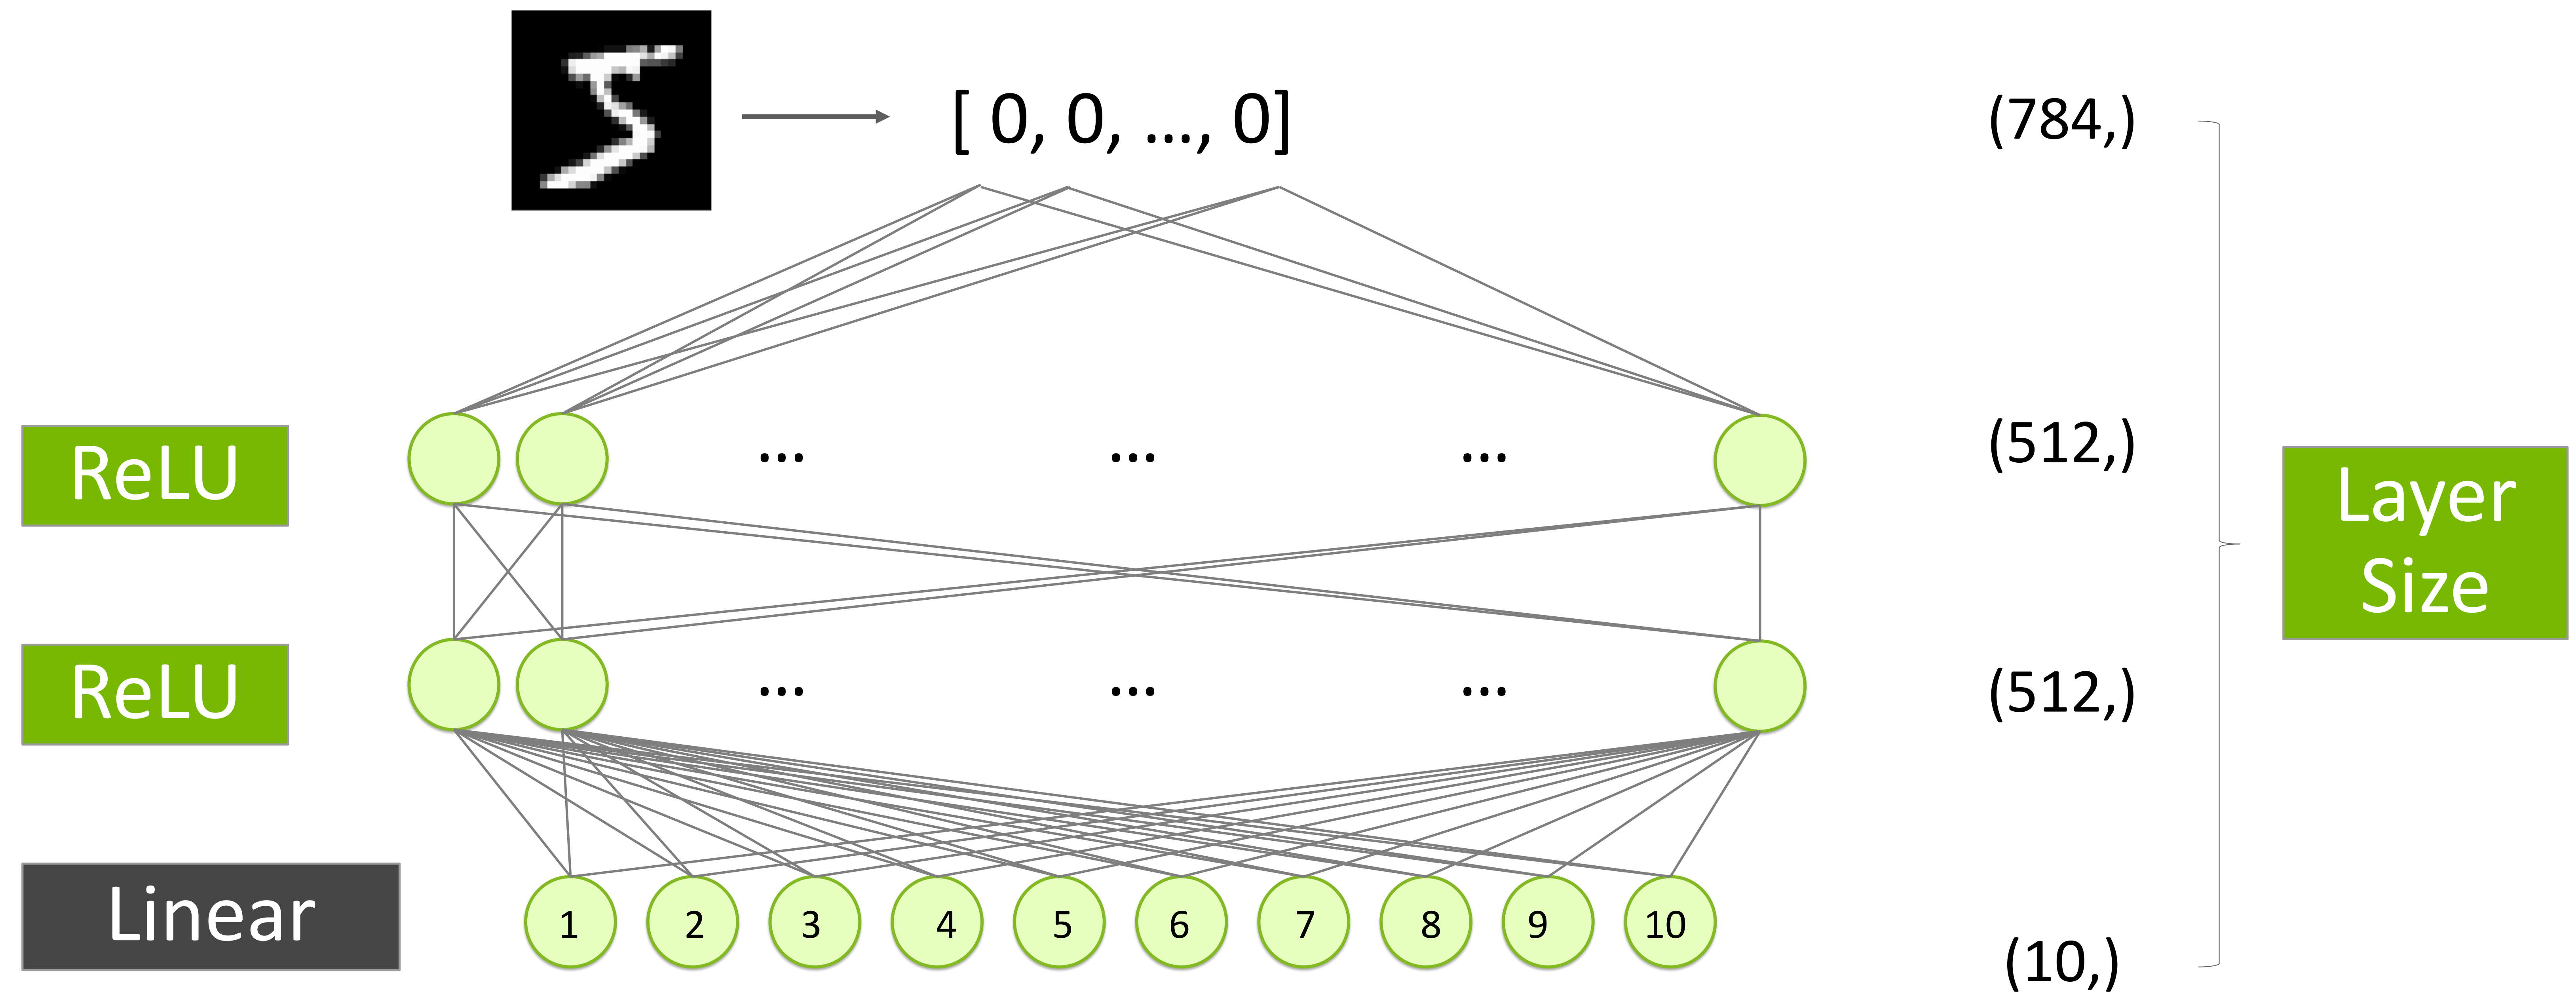 [ 0, 0, ..., 0]
(784,)
ReLU
... ... ...
(512,)
Layer
Size
ReLU
... ... ...
(512,)
Linear
1 2 3 4 5 6 7 8 9 10
(10,)